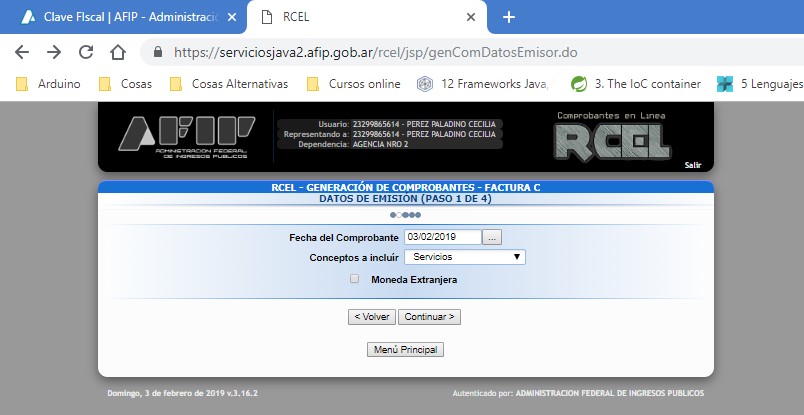 Clave FIscal | AFIP - Administració
RCEL
https://serviciosjava2.afip.gob.ar/rcel/jsp/genComDatosEmisor.do
Arduino
Cosas
Cosas Alternativas
Cursos online
12 Frameworks Java,
3. The IoC container
5 Lenguajes
AFIP
ADMINISTRACION FEDERAL
DE INGRESOS PUBLICOS
Usuario: 23299865614 - PEREZ PALADINO CECILIA
Representando a: 23299865614 - PEREZ PALADINO CECILIA
Dependencia: AGENCIA NRO 2
Comprobantes en Linea
RCEL
Salir
RCEL - GENERACIÓN DE COMPROBANTES - FACTURA C
DATOS DE EMISIÓN (PASO 1 DE 4)
Fecha del Comprobante 03/02/2019 ...
Conceptos a incluír Servicios
Moneda Extranjera
< Volver Continuar >
Menú Principal
Domingo, 3 de febrero de 2019 v.3.16.2
Autenticado por: ADMINISTRACION FEDERAL DE INGRESOS PUBLICOS